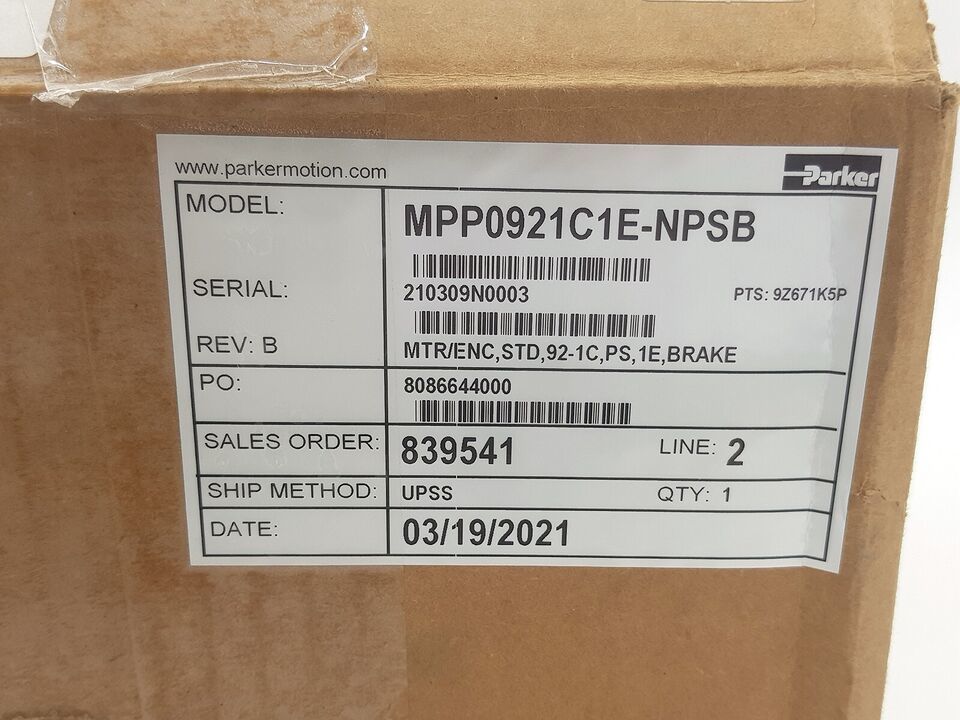 www.parkermotion.com
Parker
MODEL: MPP0921C1E-NPSB
SERIAL: 210309N0003 PTS: 9Z671K5P
REV: B MTR/ENC,STD,92-1C,PS,1E,BRAKE
PO: 8086644000
SALES ORDER: 839541 LINE: 2
SHIP METHOD: UPSS QTY: 1
DATE: 03/19/2021